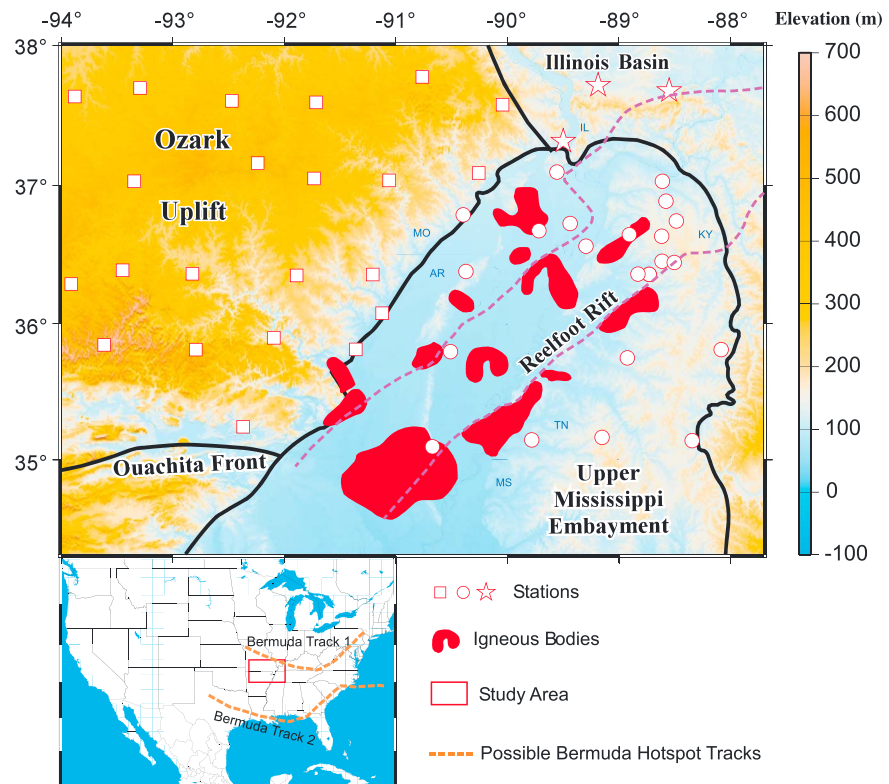 -94° -93° -92° -91° -90° -89° -88°
Elevation (m)
38°
37°
36°
35°
Illinois Basin
Ozark
Uplift
IL
MO
AR
KY
Reelfoot Rift
TN
MS
Ouachita Front
Upper
Mississippi
Embayment
700
600
500
400
300
200
100
0
-100
Bermuda Track 1
Bermuda Track 2
Stations
Igneous Bodies
Study Area
Possible Bermuda Hotspot Tracks